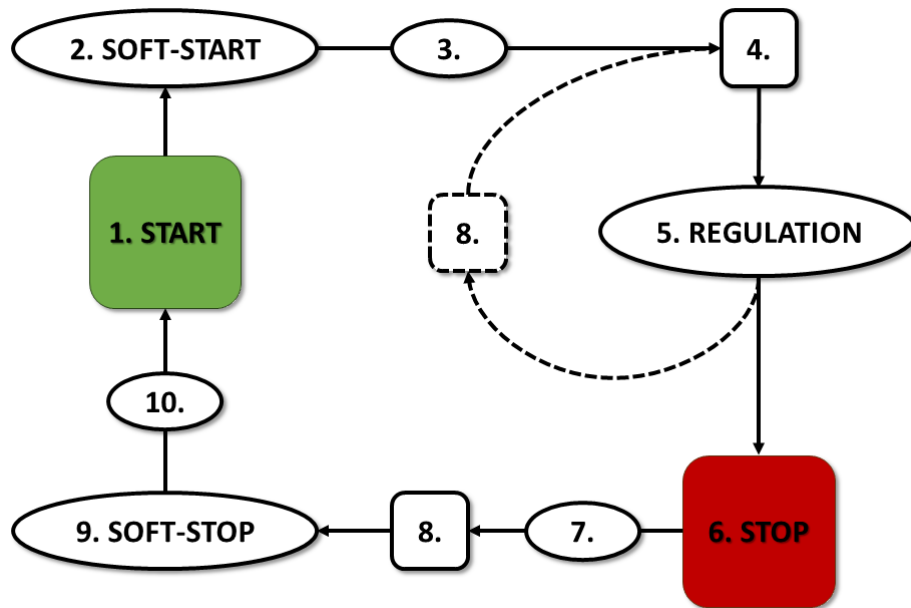 2. SOFT-START
3.
4.
1. START
8.
5. REGULATION
10.
9. SOFT-STOP
8.
7.
6. STOP